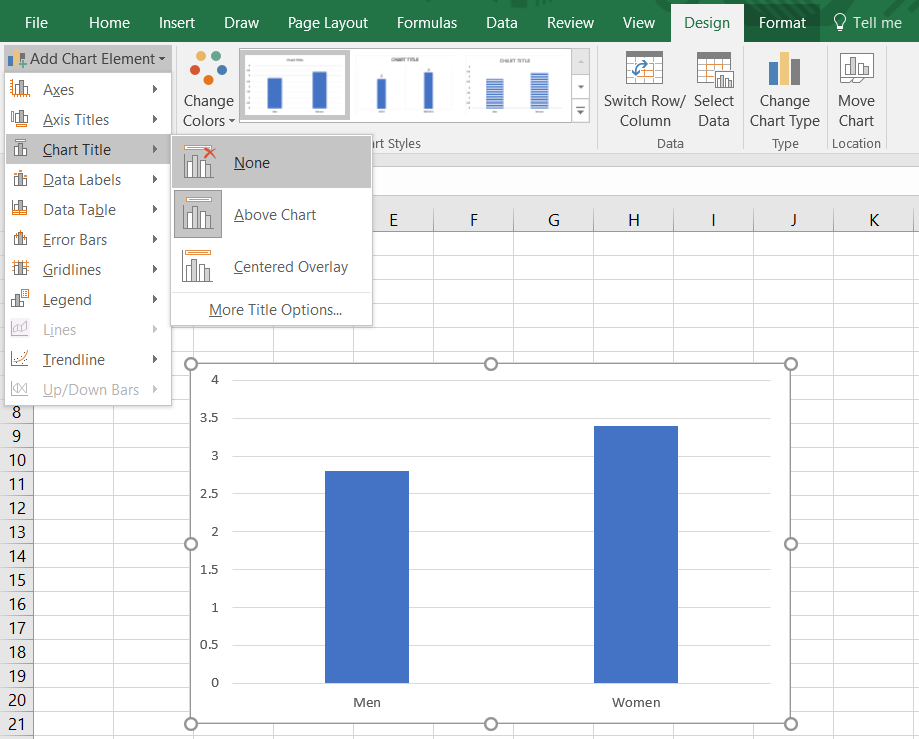 File Home Insert Draw Page Layout Formulas Data Review View Design Format Tell me
Add Chart Element
Change Colors
Switch Row/ Column
Select Data
Change Chart Type
Move Chart
rt Styles
Data
Type
Location
Axes
Axis Titles
Chart Title
Data Labels
Data Table
Error Bars
Gridlines
Legend
Lines
Trendline
Up/Down Bars
None
Above Chart
Centered Overlay
More Title Options...
E F G H I J K
8
9
10
11
12
13
14
15
16
17
18
19
20
21
4
3.5
3
2.5
2
1.5
1
0.5
0
Men Women